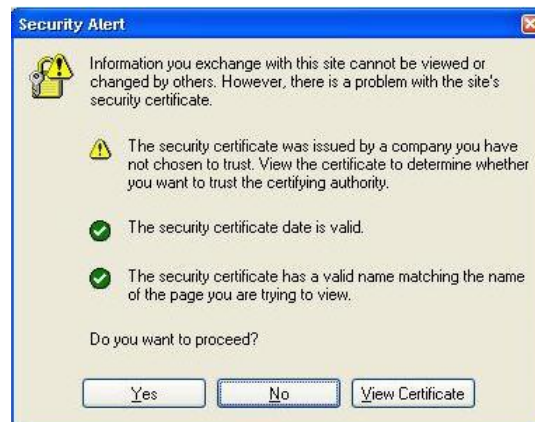 Security Alert
Information you exchange with this site cannot be viewed or
changed by others. However, there is a problem with the site's
security certificate.
The security certificate was issued by a company you have
not chosen to trust. View the certificate to determine whether
you want to trust the certifying authority.
The security certificate date is valid.
The security certificate has a valid name matching the name
of the page you are trying to view.
Do you want to proceed?
Yes No View Certificate